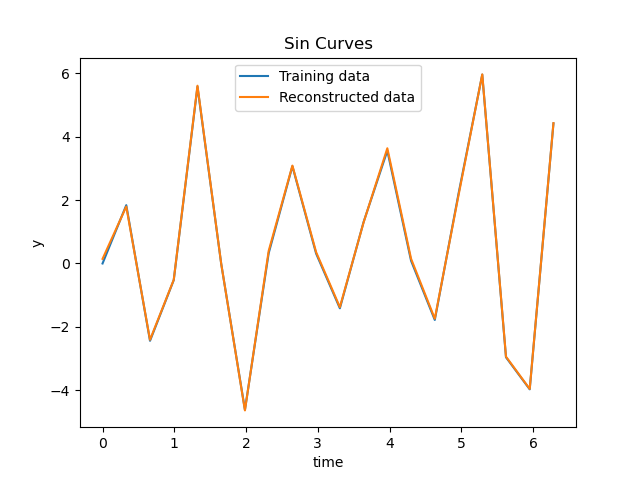 Sin Curves
Training data
Reconstructed data
6
4
2
0
−2
−4
y
0 1 2 3 4 5 6
time